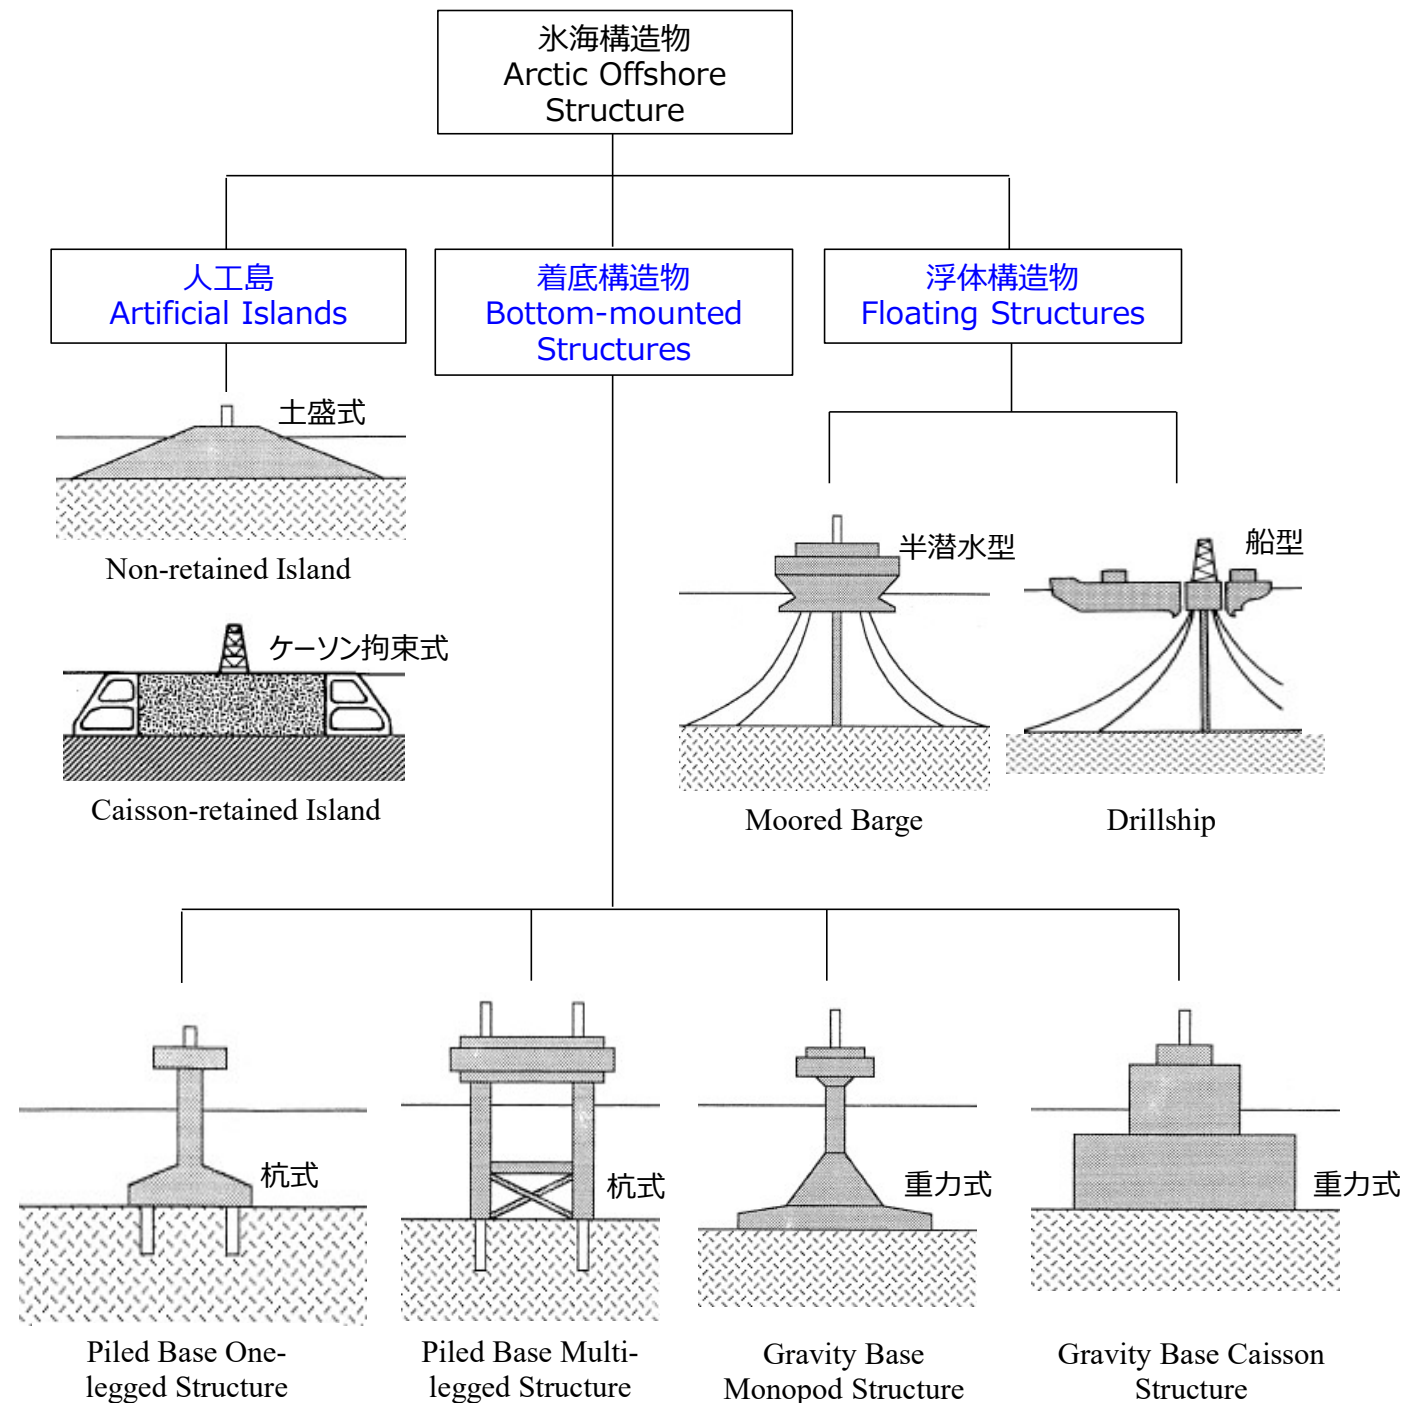 氷海構造物
Arctic Offshore
Structure
人工島
Artificial Islands
着底構造物
Bottom-mounted
Structures
浮体構造物
Floating Structures
土盛式
Non-retained Island
ケーソン拘束式
Caisson-retained Island
半潜水型
Moored Barge
船型
Drillship
杭式
Piled Base One-
legged Structure
杭式
Piled Base Multi-
legged Structure
重力式
Gravity Base
Monopod Structure
重力式
Gravity Base Caisson
Structure